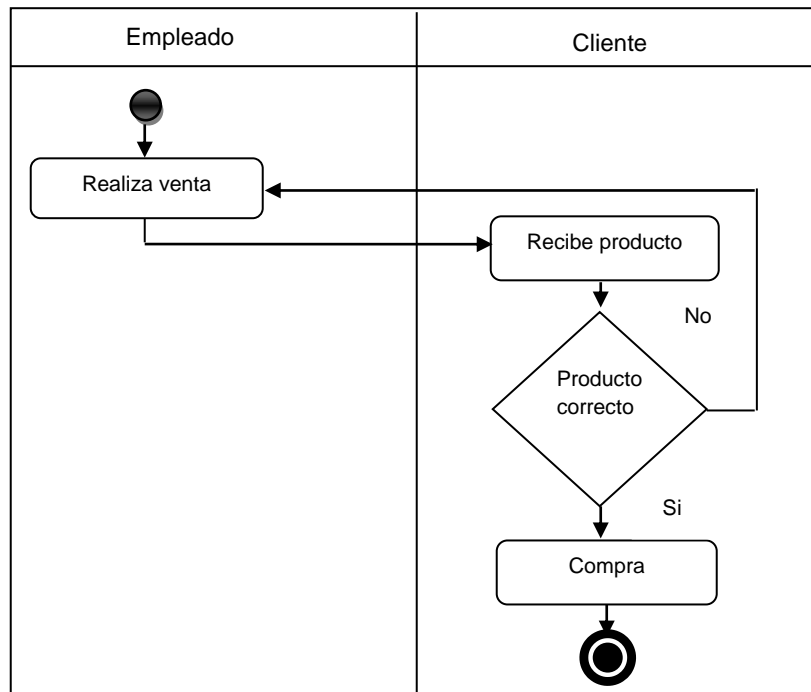 Empleado
Cliente
Realiza venta
Recibe producto
No
Producto
correcto
Si
Compra